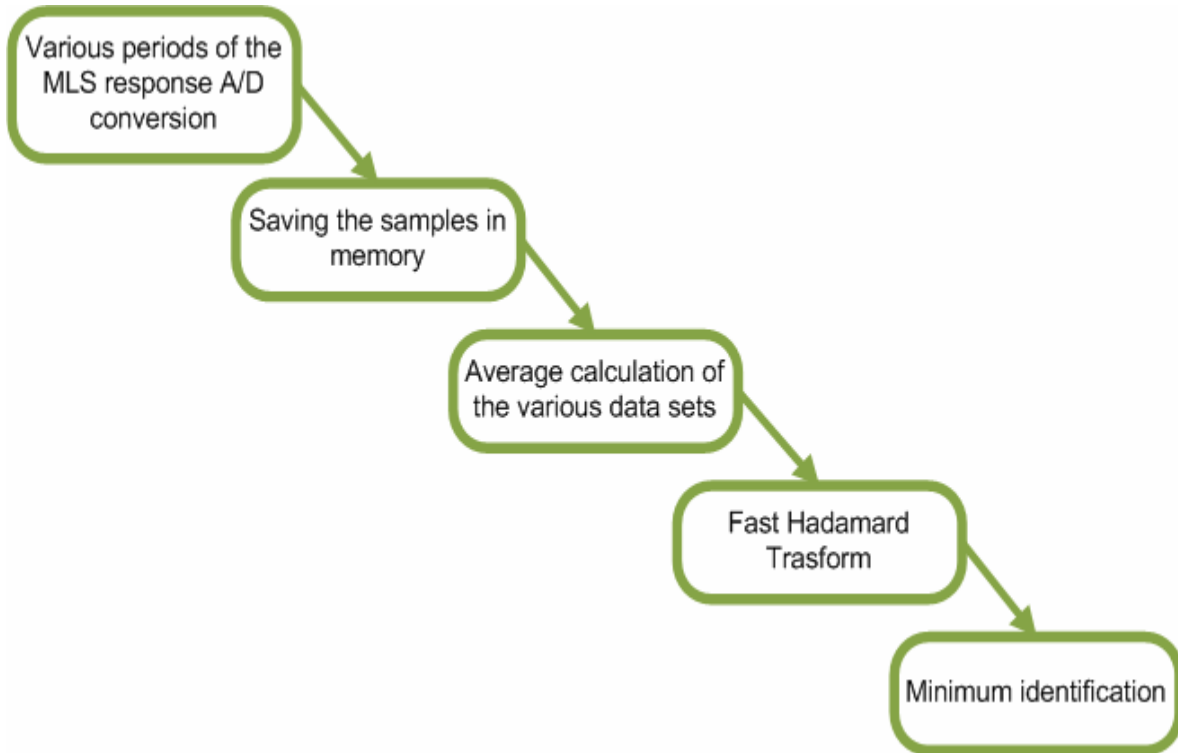 Various periods of the
MLS response A/D
conversion
Saving the samples in
memory
Average calculation of
the various data sets
Fast Hadamard
Trasform
Minimum identification